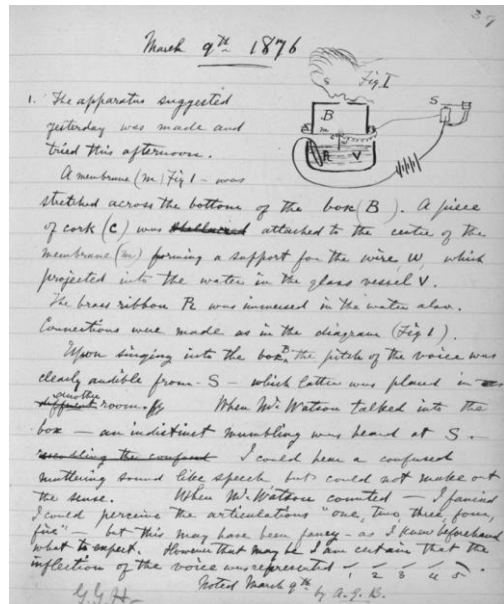 39
March 9th 1876
Fig. I
S
B
m
c
w
R V
1. The apparatus suggested
yesterday was made and
tried this afternoon.
A membrane (m) Fig 1 - was
stretched across the bottom of the box (B). A piece
of cork (c) was attached to the center of the
membrane (m) forming a support for the wire, w, which
projected into the water in the glass vessel V.
The brass ribbon R was immersed in the water also.
Connections were made as in the diagram (Fig 1).
Upon singing into the box B, the pitch of the voice was
clearly audible from - S - which latter was placed in
another
different room. When Mr Watson talked into the
box - an indistinct mumbling was heard at S. -
I could hear a confused
muttering sound like speech but could not make out
the sense. When Mr. Watson counted - I fancied
I could perceive the articulations "one, two, three, four,
five" - but this may have been fancy - as I knew beforehand
what to expect. However that may be I am certain that the
inflection of the voice was represented
1 2 3 4 5
Noted March 9th
by A.G.B.
G.G.H-